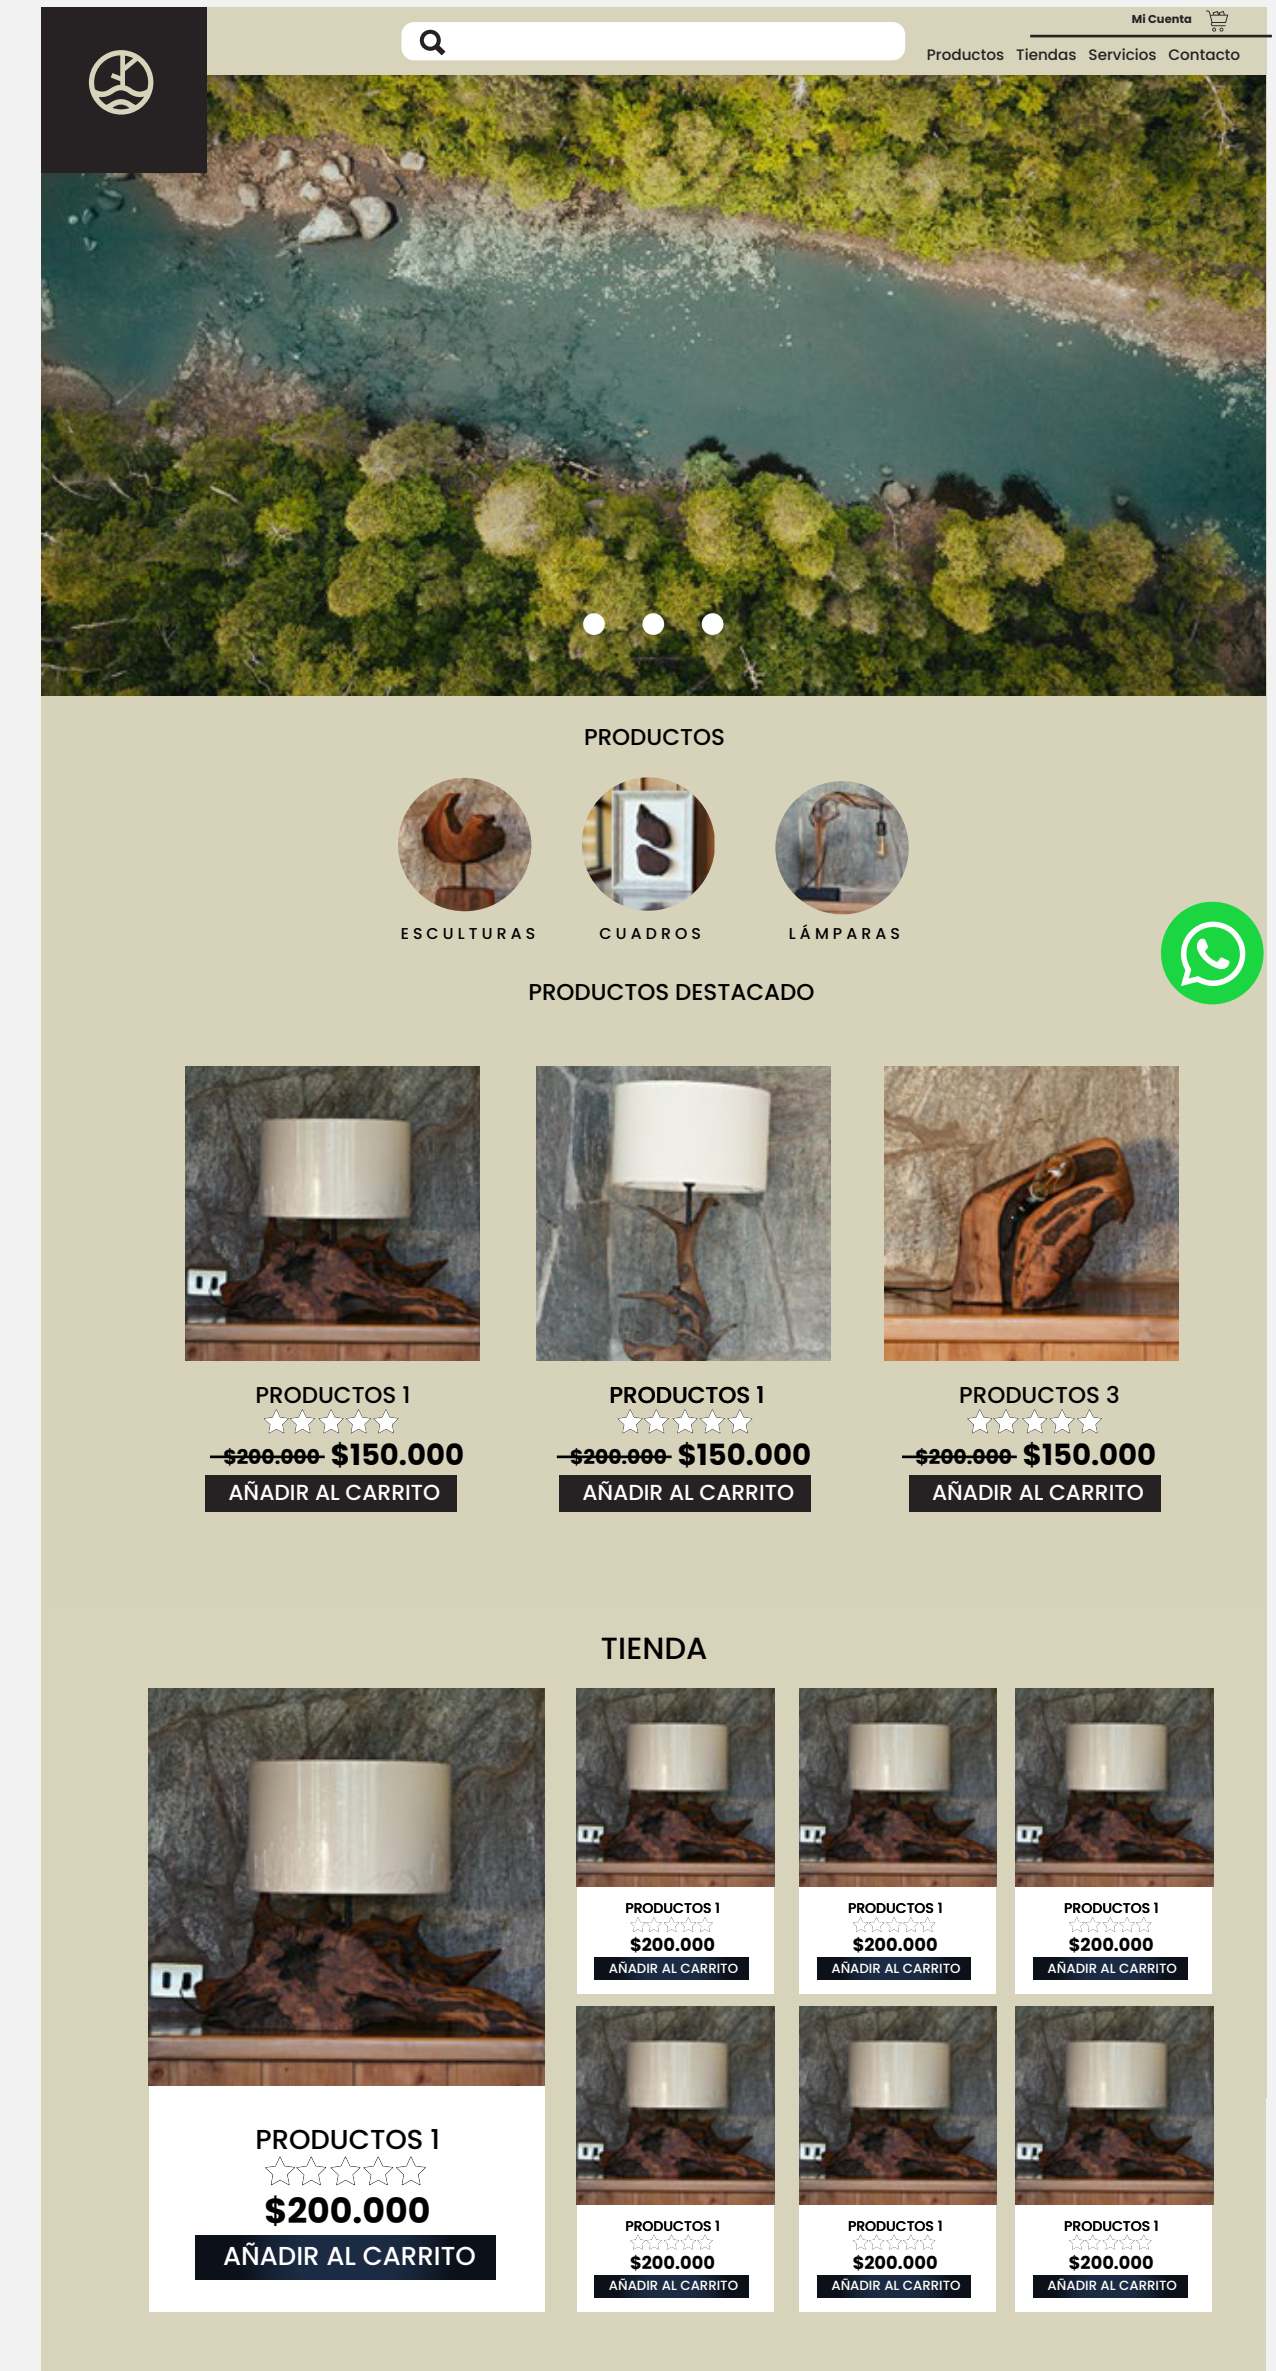 Mi Cuenta
Productos Tiendas Servicios Contacto
PRODUCTOS
ESCULTURAS CUADROS LÁMPARAS
PRODUCTOS DESTACADO
PRODUCTOS 1 PRODUCTOS 1 PRODUCTOS 3
$200.000 $150.000 $200.000 $150.000 $200.000 $150.000
AÑADIR AL CARRITO AÑADIR AL CARRITO AÑADIR AL CARRITO
TIENDA
PRODUCTOS 1 PRODUCTOS 1 PRODUCTOS 1
$200.000 $200.000 $200.000
AÑADIR AL CARRITO AÑADIR AL CARRITO AÑADIR AL CARRITO
PRODUCTOS 1
$200.000
AÑADIR AL CARRITO
PRODUCTOS 1 PRODUCTOS 1 PRODUCTOS 1
$200.000 $200.000 $200.000
AÑADIR AL CARRITO AÑADIR AL CARRITO AÑADIR AL CARRITO